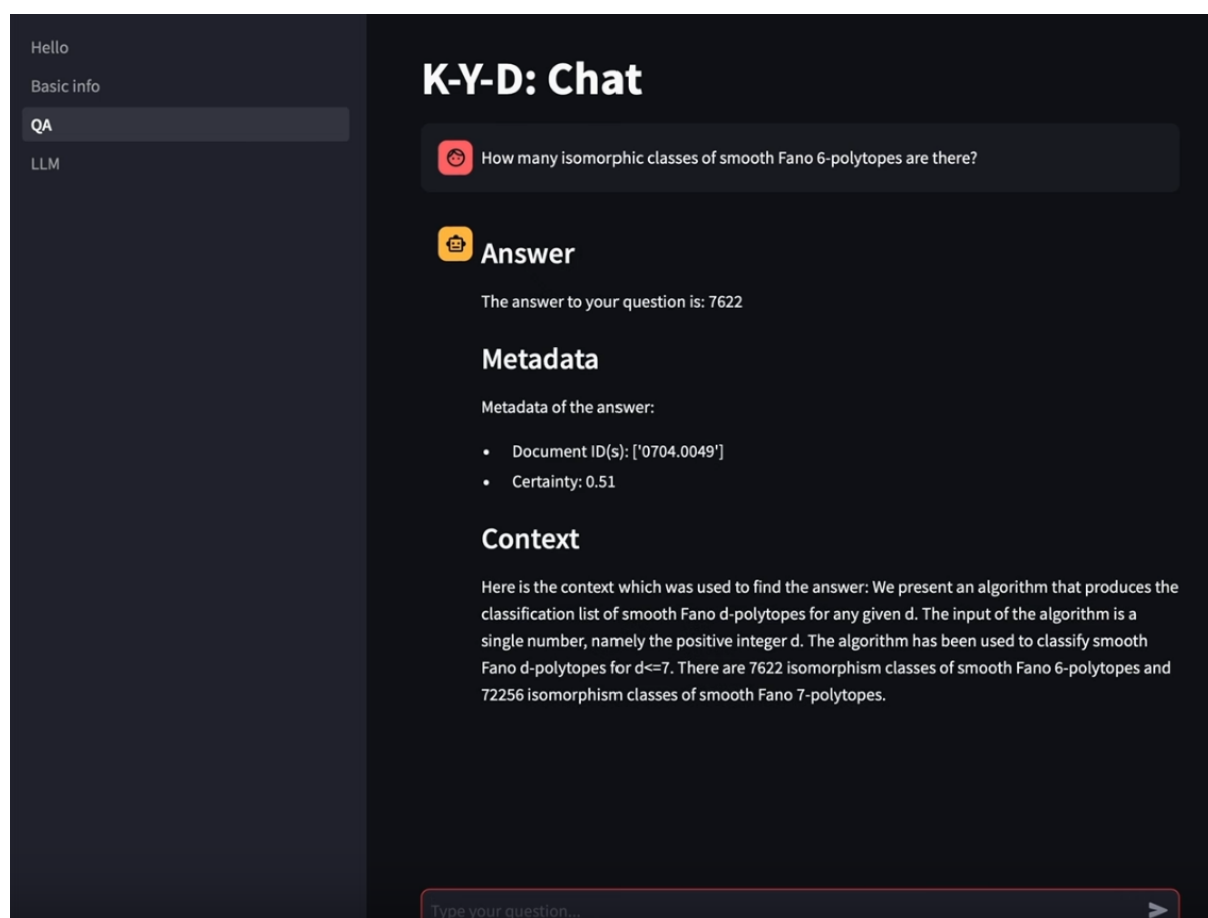 Hello
Basic info
QA
LLM
K-Y-D: Chat
How many isomorphic classes of smooth Fano 6-polytopes are there?
Answer
The answer to your question is: 7622
Metadata
Metadata of the answer:
• Document ID(s): ['0704.0049']
• Certainty: 0.51
Context
Here is the context which was used to find the answer: We present an algorithm that produces the
classification list of smooth Fano d-polytopes for any given d. The input of the algorithm is a
single number, namely the positive integer d. The algorithm has been used to classify smooth
Fano d-polytopes for d<=7. There are 7622 isomorphism classes of smooth Fano 6-polytopes and
72256 isomorphism classes of smooth Fano 7-polytopes.
Type your question...